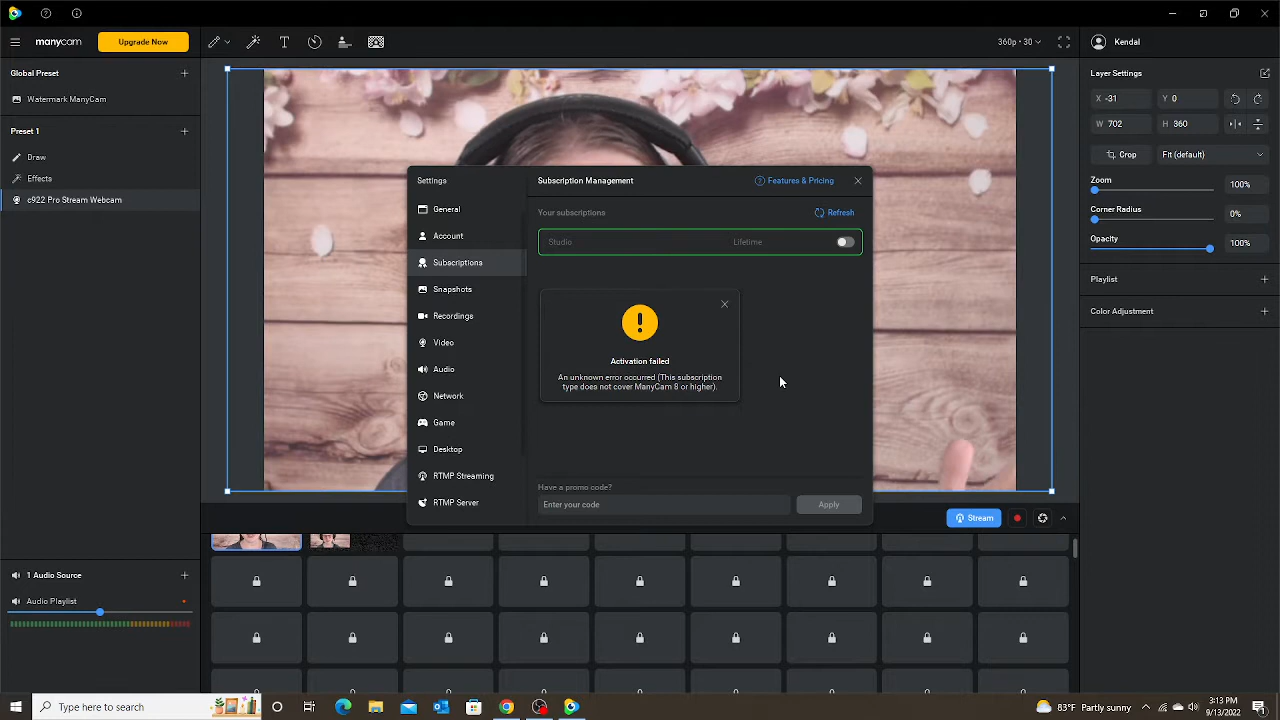 manycam
Upgrade Now
360p • 30
Kendal
Global Preset
Watermark ManyCam
Preset 1
Draw
Effects
c922 Pro Stream Webcam
1 Audio Source
Audio Playlist
Settings
General
Account
Subscriptions
Snapshots
Recordings
Video
Audio
Network
Game
Desktop
RTMP Streaming
RTMP Server
Subscription Management
Features & Pricing
Your subscriptions
Refresh
Studio
Lifetime
Activation failed
An unknown error occurred (This subscription
type does not cover ManyCam 8 or higher).
Have a promo code?
Enter your code
Apply
Stream
Layer Settings
X -31
Y 0
W 702
H 360
Crop
Fit (default)
Zoom
100%
Corner Radius
0%
Opacity
Playlist
Color Adjustment
Type here to search
83°F Partly sunny
3:13 PM
9/13/2022